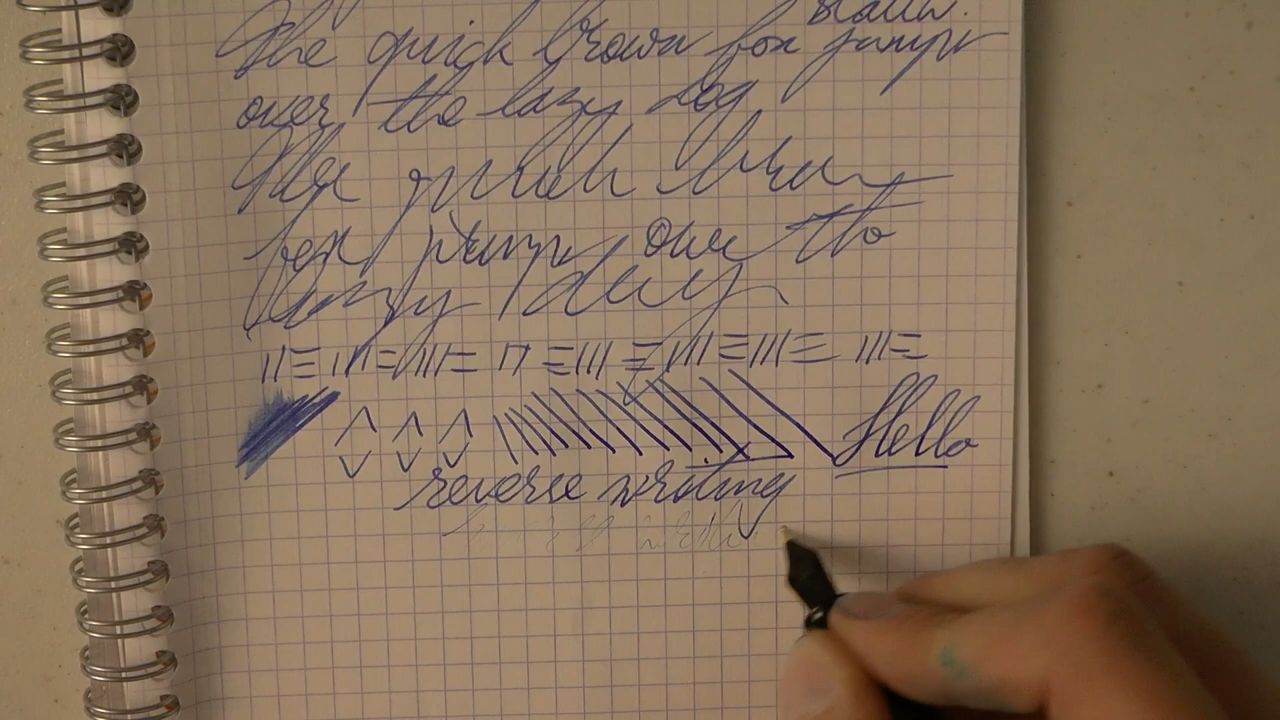 The quick brown fox jumps
over the lazy dog
The quick brown
fox jumps over the
lazy dog
Hello
reverse writing